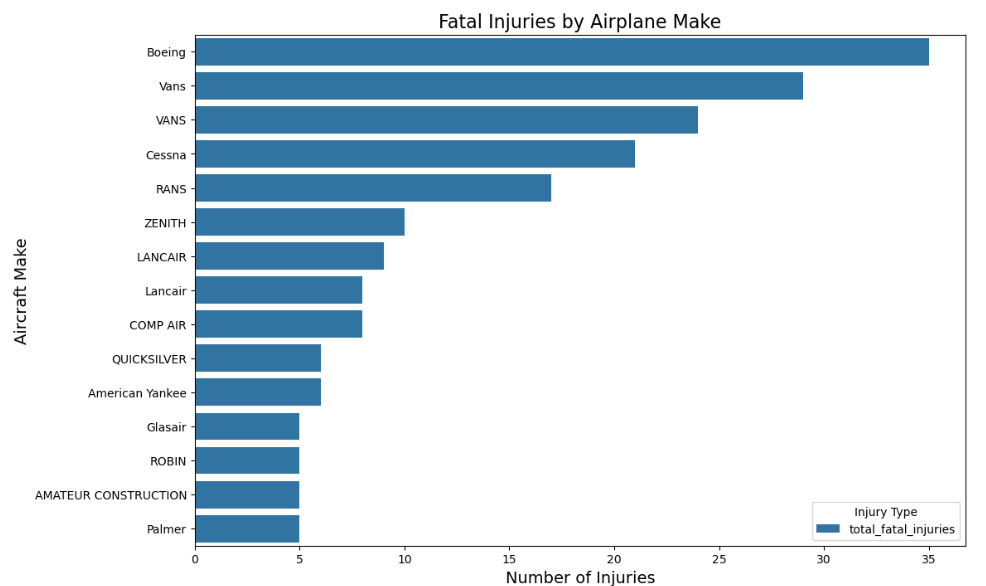 Fatal Injuries by Airplane Make
Boeing
Vans
VANS
Cessna
RANS
ZENITH
LANCAIR
Lancair
COMP AIR
QUICKSILVER
American Yankee
Glasair
ROBIN
AMATEUR CONSTRUCTION
Palmer
Aircraft Make
Injury Type
total_fatal_injuries
0 5 10 15 20 25 30 35
Number of Injuries